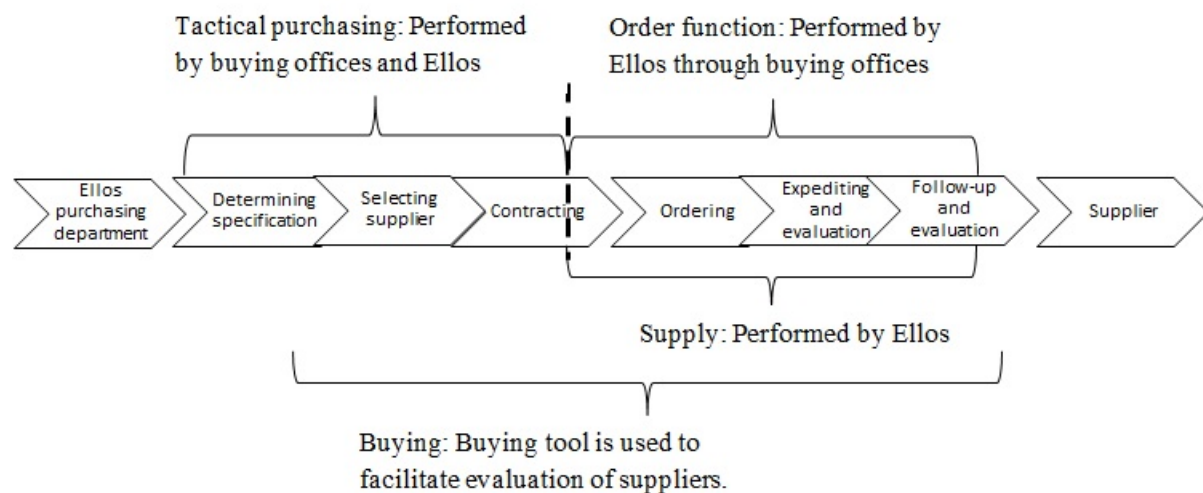 Tactical purchasing: Performed
by buying offices and Ellos
Order function: Performed by
Ellos through buying offices
Ellos
purchasing
department
Determining
specification
Selecting
supplier
Contracting
Ordering
Expediting
and
evaluation
Follow-up
and
evaluation
Supplier
Supply: Performed by Ellos
Buying: Buying tool is used to
facilitate evaluation of suppliers.